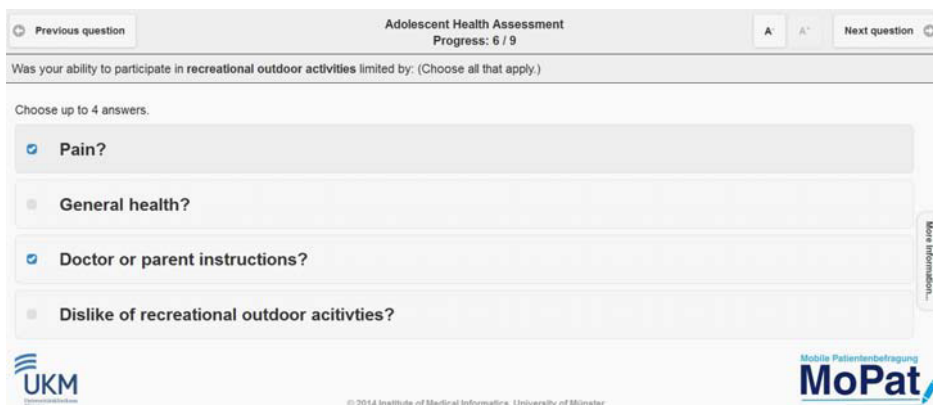 Previous question
Adolescent Health Assessment
Progress: 6 / 9
A-
A+
Next question
Was your ability to participate in recreational outdoor activities limited by: (Choose all that apply.)
Choose up to 4 answers.
Pain?
General health?
Doctor or parent instructions?
Dislike of recreational outdoor acitivties?
More Information...
UKM
Universitätsklinikum
Mobile Patientenbefragung
MoPat
© 2014 Institute of Medical Informatics, University of Münster